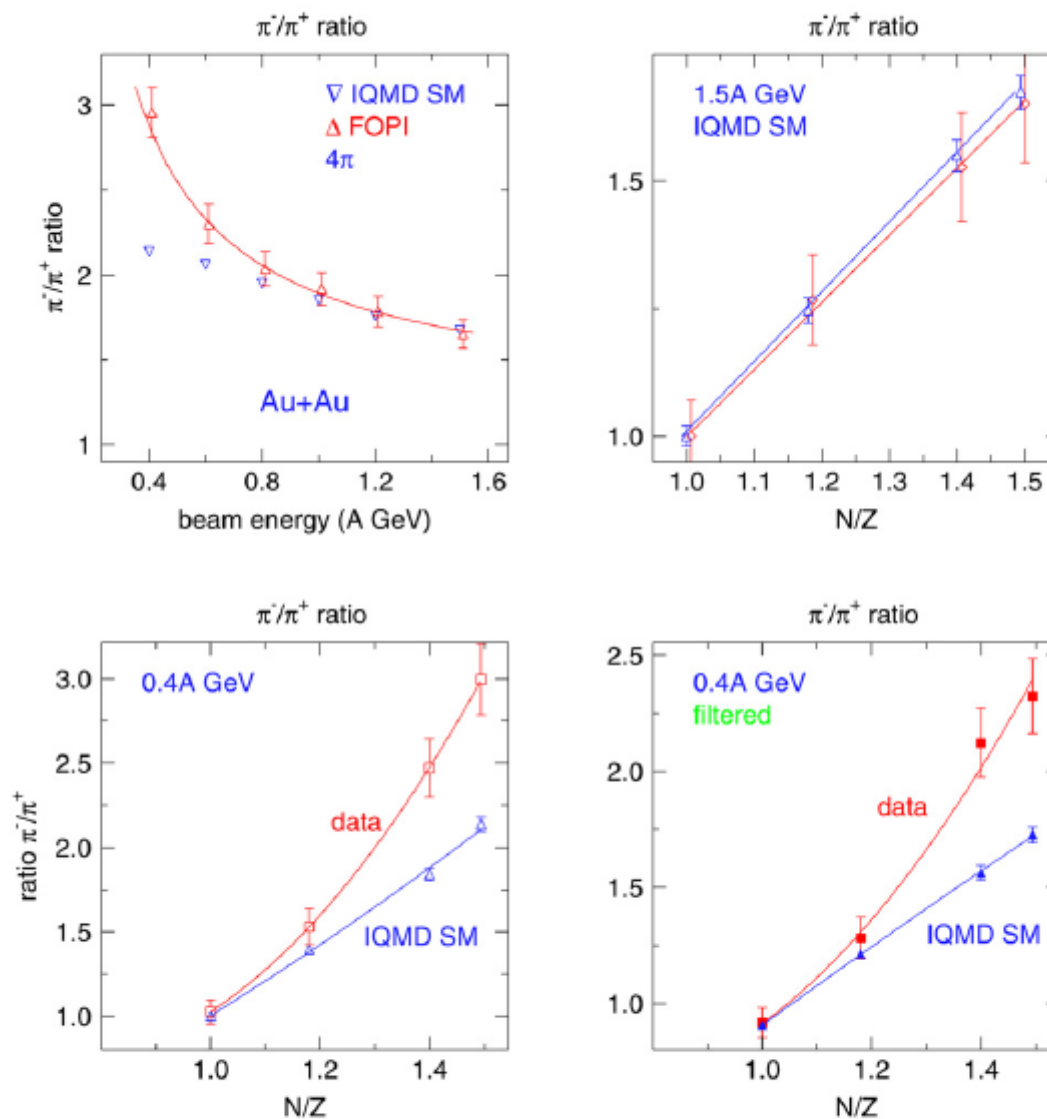 π⁻/π⁺ ratio
π⁻/π⁺ ratio
3
2
1
▽ IQMD SM
△ FOPI
4π
Au+Au
0.4
0.8
1.2
1.6
beam energy (A GeV)
1.5A GeV
IQMD SM
1.5
1.0
1.0
1.1
1.2
1.3
1.4
1.5
N/Z
π⁻/π⁺ ratio
π⁻/π⁺ ratio
ratio π⁻/π⁺
0.4A GeV
3.0
2.5
2.0
1.5
1.0
data
IQMD SM
1.0
1.2
1.4
N/Z
π⁻/π⁺ ratio
0.4A GeV
filtered
2.5
2.0
1.5
1.0
data
IQMD SM
1.0
1.2
1.4
N/Z